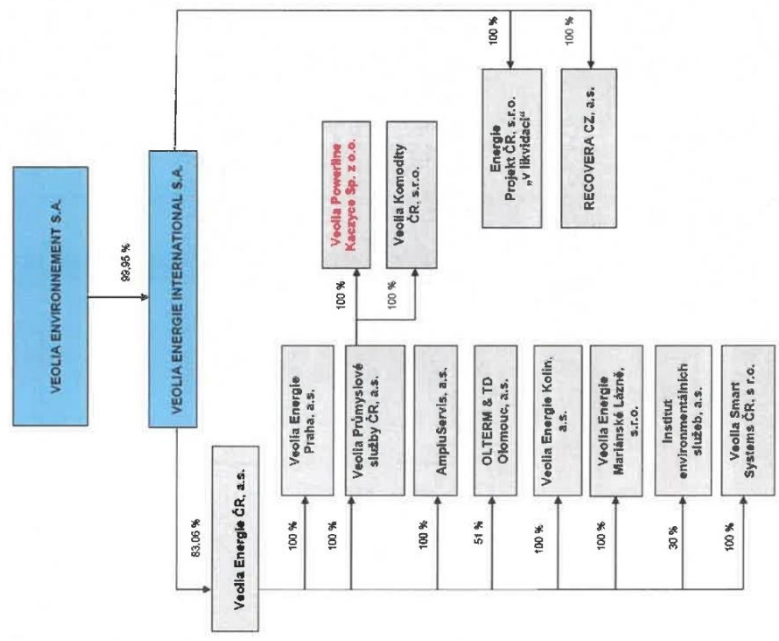 VEOLIA ENVIRONNEMENT S.A.
99,95 %
VEOLIA ENERGIE INTERNATIONAL S.A.
83,06 %
Veolia Energie ČR, a.s.
100 %
Veolia Energie
Praha, a.s.
100 %
Veolia Průmyslové
služby ČR, a.s.
100 %
Veolia Powerline
Kaczyce Sp. z o.o.
100 %
Veolia Komodity
ČR, s.r.o.
100 %
AmpluServis, a.s.
51 %
OLTERM & TD
Olomouc, a.s.
100 %
Veolia Energie Kolín,
a.s.
100 %
Veolia Energie
Mariánské Lázně,
s.r.o.
30 %
Institut
environmentálních
služeb, a.s.
100 %
Veolia Smart
Systems ČR, s r.o.
100 %
Energie
Projekt ČR, s.r.o.
„v likvidaci“
100 %
RECOVERA CZ, a.s.